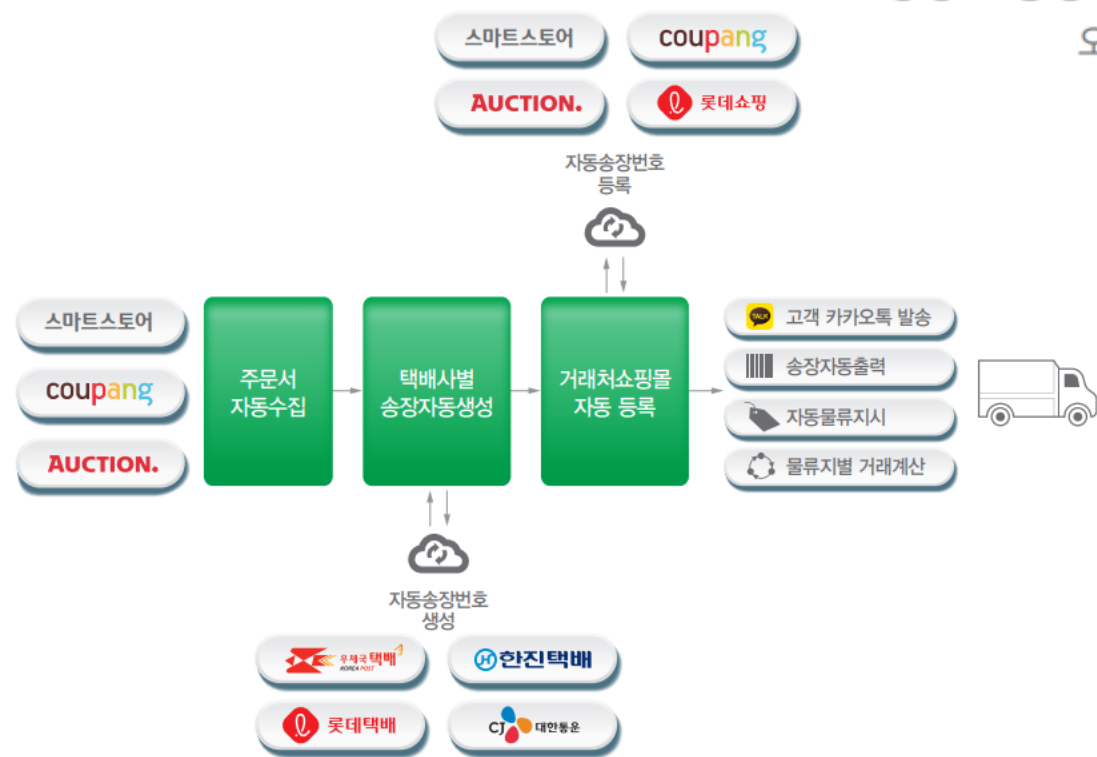 스마트스토어
coupang
AUCTION.
롯데쇼핑
자동송장번호
등록
스마트스토어
coupang
AUCTION.
주문서
자동수집
택배사별
송장자동생성
거래처쇼핑몰
자동 등록
TALK
고객 카카오톡 발송
송장자동출력
자동물류지시
물류지별 거래계산
자동송장번호
생성
우체국택배
KOREA POST
한진택배
롯데택배
CJ 대한통운